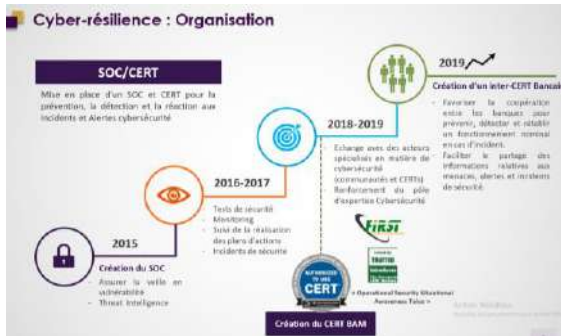 Cyber-résilience : Organisation
SOC/CERT
Mise en place d'un SOC et CERT pour la
prévention, la détection et la réaction aux
Incidents et Alertes cybersécurité
2015
Création du SOC
- Assurer la veille en
vulnérabilité
- Threat Intelligence
2016-2017
- Tests de sécurité
- Monitoring
- Suivi de la réalisation
des plans d'actions
- Incidents de sécurité
2018-2019
- Echange avec des acteurs
spécialisés en matière de
cybersécurité
(communautés et CERTs)
- Renforcement du pôle
d'expertise Cybersécurité
FIRST
AUTHORIZED
TO USE
CERT
« Operational Security Situational
Awareness
Création du CERT BAM
2019
Création d'un inter-CERT Bancaire
- Favoriser la coopération
entre les banques pour
prévenir, détecter et rétablir
un fonctionnement nominal
en cas d'incident.
- Faciliter le partage des
informations relatives aux
menaces, alertes et incidents
de sécurité.